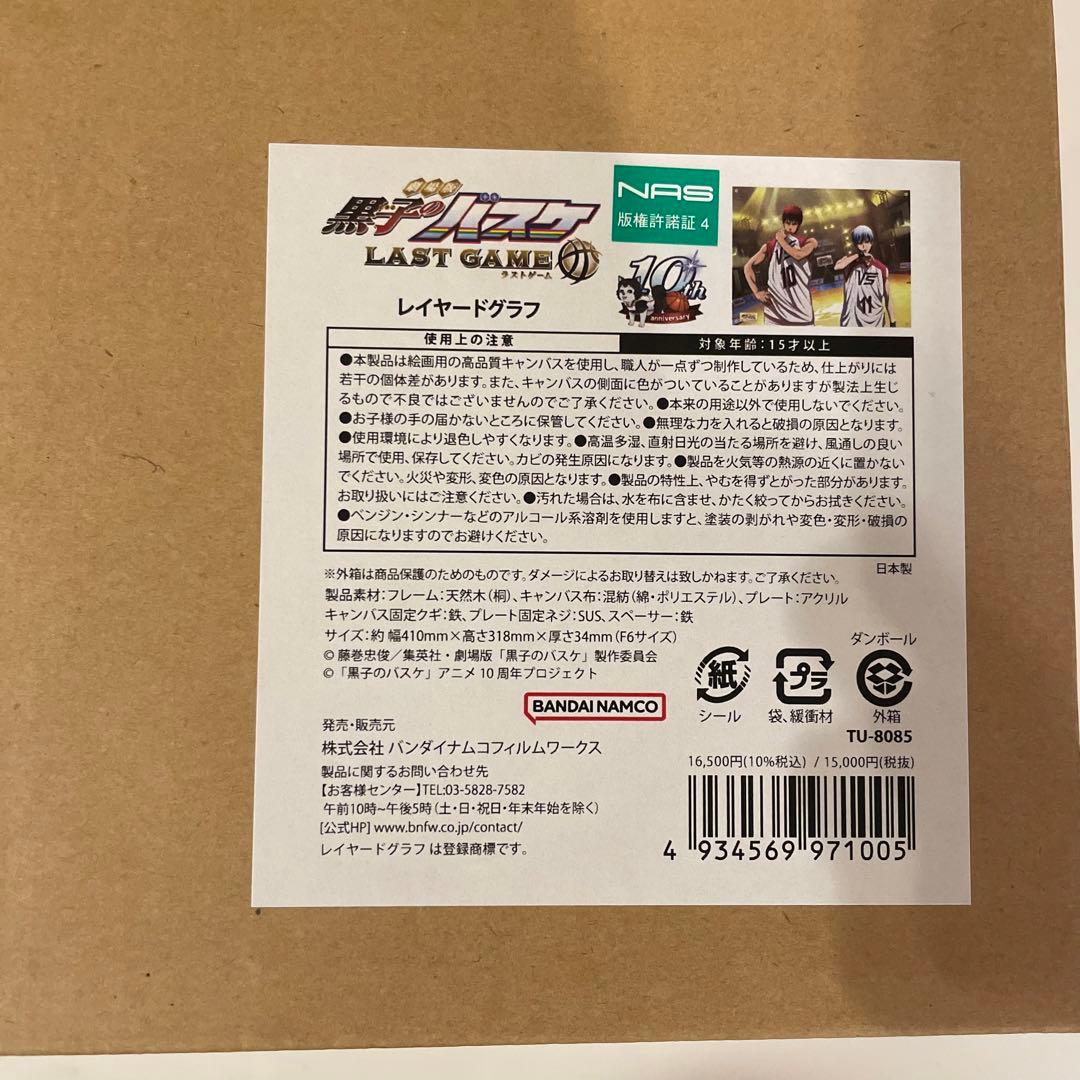 劇場版
黒子のバスケ
LAST GAME
ラストゲーム
NAS
版権許諾証 4
10th
anniversary
VS
10
VS
11
レイヤードグラフ
使用上の注意
対象年齢:15才以上
●本製品は絵画用の高品質キャンバスを使用し、職人が一点ずつ制作しているため、仕上がりには
若干の個体差があります。また、キャンバスの側面に色がついていることがありますが製法上生じ
るもので不良ではございませんのでご了承ください。●本来の用途以外で使用しないでください。
●お子様の手の届かないところに保管してください。●無理な力を入れると破損の原因となります。
●使用環境により退色しやすくなります。●高温多湿、直射日光の当たる場所を避け、風通しの良い
場所で使用、保存してください。カビの発生原因になります。●製品を火気等の熱源の近くに置かない
でください。火災や変形、変色の原因となります。●製品の特性上、やむを得ずとがった部分があります。
お取り扱いにはご注意ください。●汚れた場合は、水を布に含ませ、かたく絞ってからお拭きください。
●ベンジン・シンナーなどのアルコール系溶剤を使用しますと、塗装の剥がれや変色・変形・破損の
原因になりますのでお避けください。
日本製
※外箱は商品保護のためのものです。ダメージによるお取り替えは致しかねます。ご了承ください。
製品素材:フレーム:天然木(桐)、キャンバス布:混紡(綿・ポリエステル)、プレート:アクリル
キャンバス固定クギ:鉄、プレート固定ネジ:SUS、スペーサー:鉄
サイズ:約 幅410mm×高さ318mm×厚さ34mm(F6サイズ)
© 藤巻忠俊／集英社・劇場版「黒子のバスケ」製作委員会
©「黒子のバスケ」アニメ 10 周年プロジェクト
BANDAI NAMCO
発売・販売元
株式会社 バンダイナムコフィルムワークス
製品に関するお問い合わせ先
【お客様センター】TEL:03-5828-7582
午前10時~午後5時(土・日・祝日・年末年始を除く)
[公式HP] www.bnfw.co.jp/contact/
レイヤードグラフ は登録商標です。
紙
シール
プラ
袋、緩衝材
ダンボール
外箱
TU-8085
16,500円(10%税込) / 15,000円(税抜)
4 934569 971005